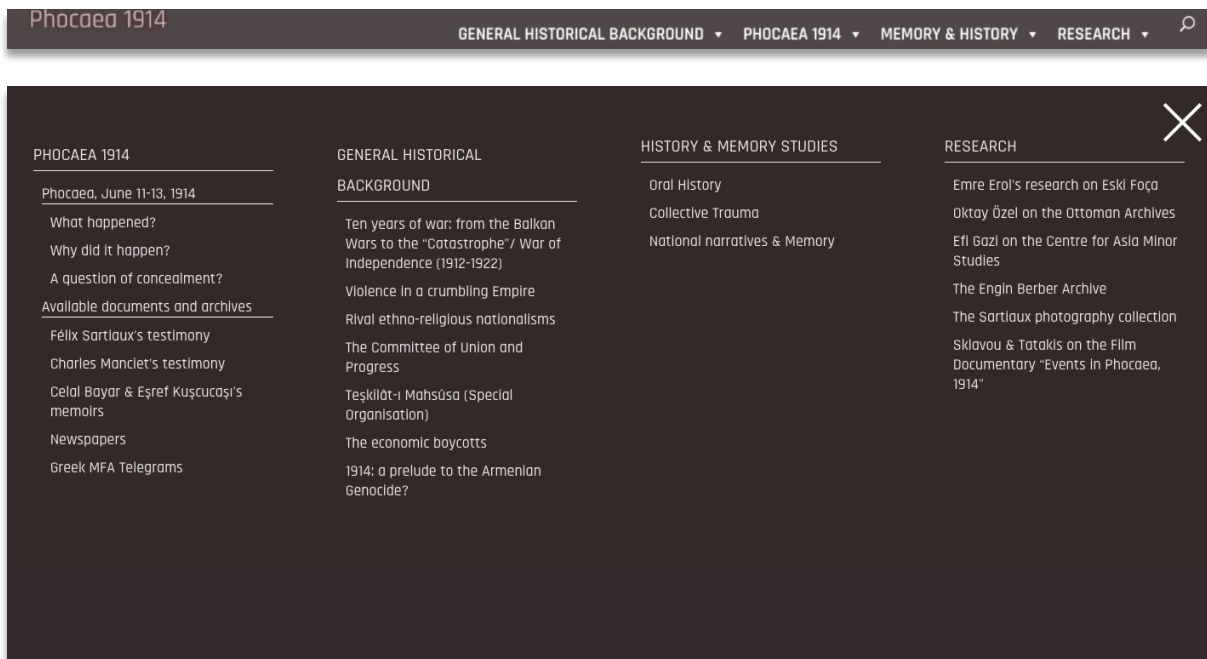 Phocaea 1914
GENERAL HISTORICAL BACKGROUND ▾ PHOCAEA 1914 ▾ MEMORY & HISTORY ▾ RESEARCH ▾
PHOCAEA 1914
Phocaea, June 11-13, 1914
What happened?
Why did it happen?
A question of concealment?
Available documents and archives
Félix Sartiaux's testimony
Charles Manciet's testimony
Celal Bayar & Eşref Kuşcucaşı's
memoirs
Newspapers
Greek MFA Telegrams
GENERAL HISTORICAL
BACKGROUND
Ten years of war: from the Balkan
Wars to the “Catastrophe”/ War of
Independence (1912-1922)
Violence in a crumbling Empire
Rival ethno-religious nationalisms
The Committee of Union and
Progress
Teşkilât-ı Mahsûsa (Special
Organisation)
The economic boycotts
1914: a prelude to the Armenian
Genocide?
HISTORY & MEMORY STUDIES
Oral History
Collective Trauma
National narratives & Memory
RESEARCH
Emre Erol's research on Eski Foça
Oktay Özel on the Ottoman Archives
Efi Gazi on the Centre for Asia Minor
Studies
The Engin Berber Archive
The Sartiaux photography collection
Sklavou & Tatakis on the Film
Documentary “Events in Phocaea,
1914”